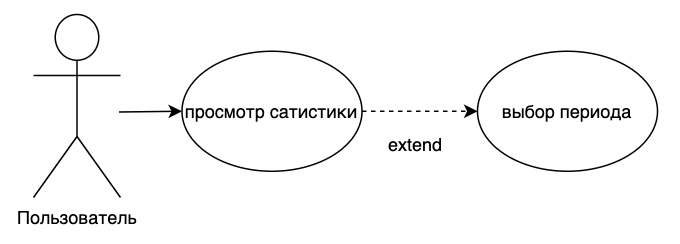 просмотр сатистики
выбор периода
extend
Пользователь